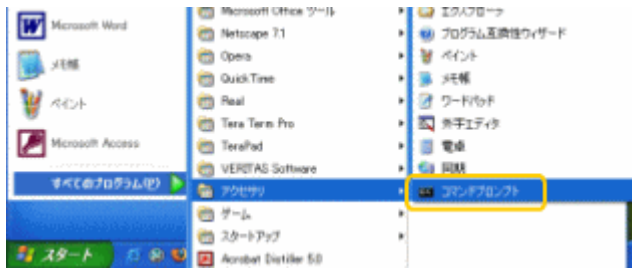 Microsoft Word
メモ帳
ペイント
Microsoft Access
すべてのプログラム(P)
スタート
Microsoft Office ツール
Netscape 7.1
Opera
QuickTime
Real
Tera Term Pro
TeraPad
VERITAS Software
アクセサリ
ゲーム
スタートアップ
Acrobat Distiller 5.0
エクスプローラ
プログラム互換性ウィザード
ペイント
メモ帳
ワードパッド
外字エディタ
電卓
同期
コマンドプロンプト